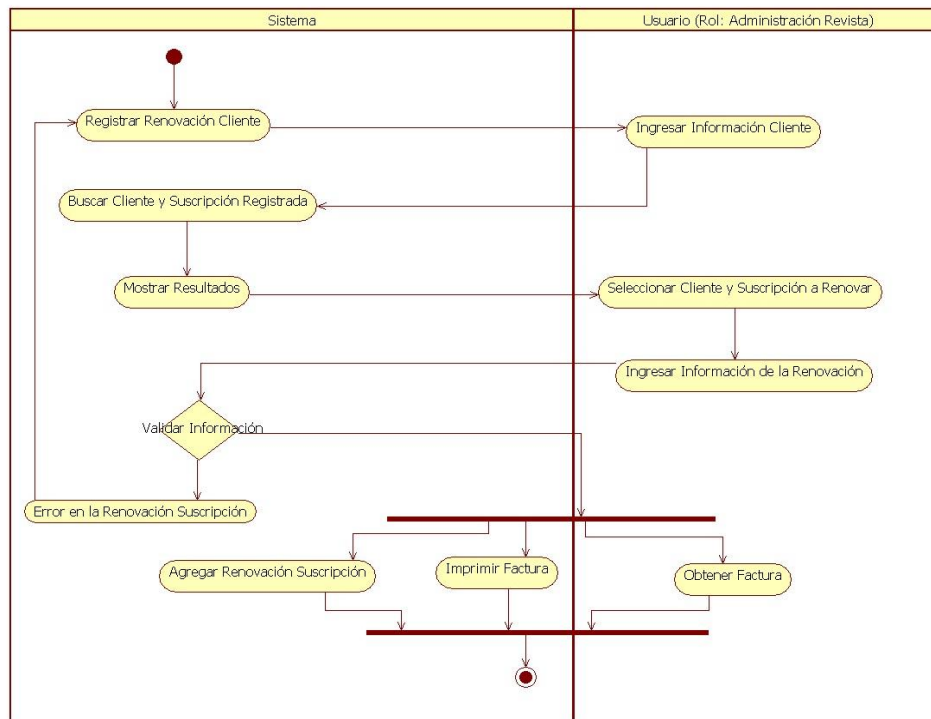 Sistema
Usuario (Rol: Administración Revista)
Registrar Renovación Cliente
Ingresar Información Cliente
Buscar Cliente y Suscripción Registrada
Mostrar Resultados
Seleccionar Cliente y Suscripción a Renovar
Ingresar Información de la Renovación
Validar Información
Error en la Renovación Suscripción
Agregar Renovación Suscripción
Imprimir Factura
Obtener Factura